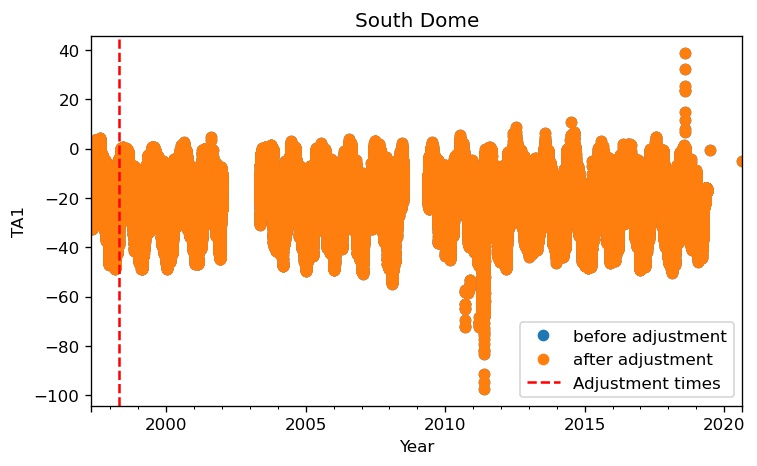 South Dome
TA1
40
20
0
−20
−40
−60
−80
−100
before adjustment
after adjustment
Adjustment times
2000
2005
2010
2015
2020
Year